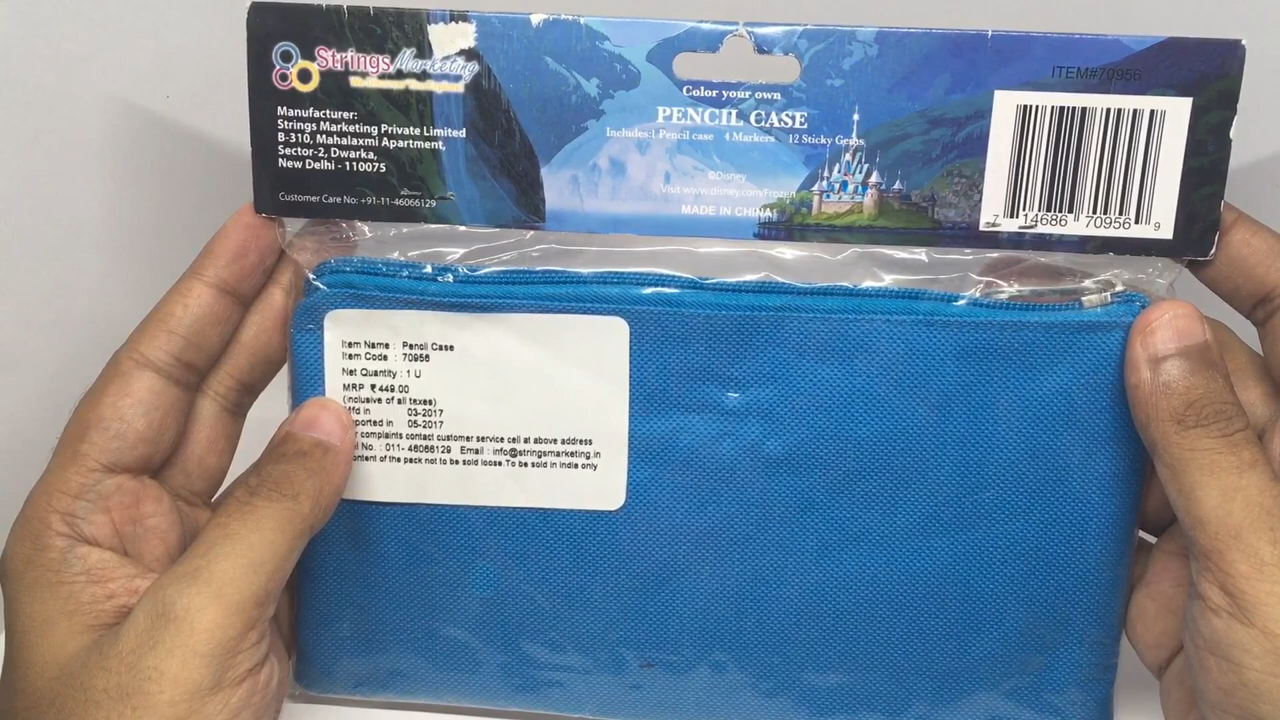 Strings Marketing
Manufacturer:
Strings Marketing Private Limited
B-310, Mahalaxmi Apartment,
Sector-2, Dwarka,
New Delhi - 110075
Customer Care No: +91-11-46066129
Color your own
PENCIL CASE
Includes:1 Pencil case 4 Markers 12 Sticky Gems
©Disney
Visit www.disney.com/Frozen
MADE IN CHINA
ITEM#70956
7 14686 70956 9
Item Name : Pencil Case
Item Code : 70956
Net Quantity : 1 U
MRP ₹ 449.00
(Inclusive of all taxes)
Mfd in 03-2017
ported in 05-2017
complaints contact customer service cell at above address
No. : 011- 46066129 Email : info@stringsmarketing.in
ontent of the pack not to be sold loose.To be sold in India only